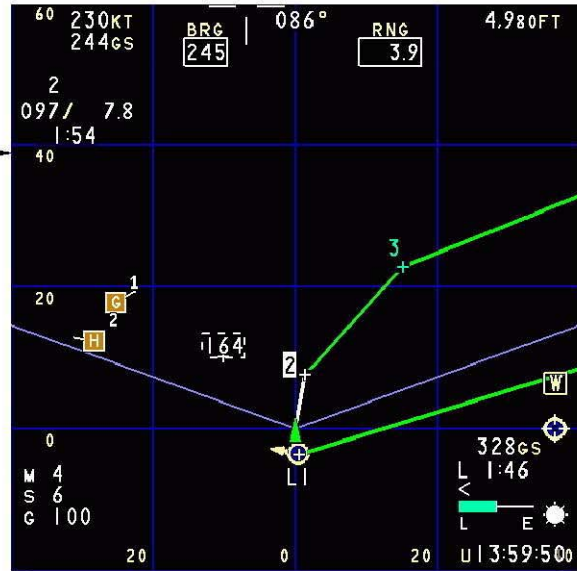 60 230KT 086° 4,980FT
244GS
BRG RNG
245 3.9
2
097/ 7.8
1:54
40
3
1
20 G
2
H 164
2
W
0
328GS
L1 L 1:46
M 4 <
S 6
G 100 L E
20 0 U13:59:50